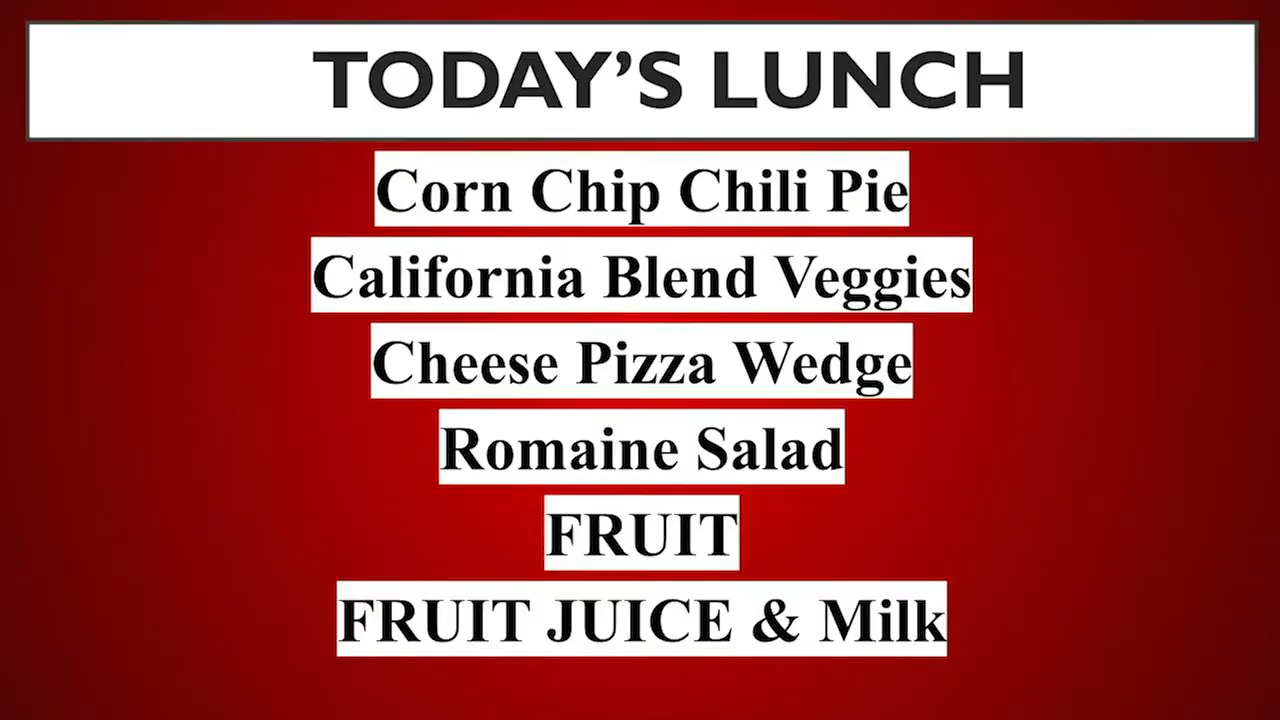 TODAY’S LUNCH
Corn Chip Chili Pie
California Blend Veggies
Cheese Pizza Wedge
Romaine Salad
FRUIT
FRUIT JUICE & Milk